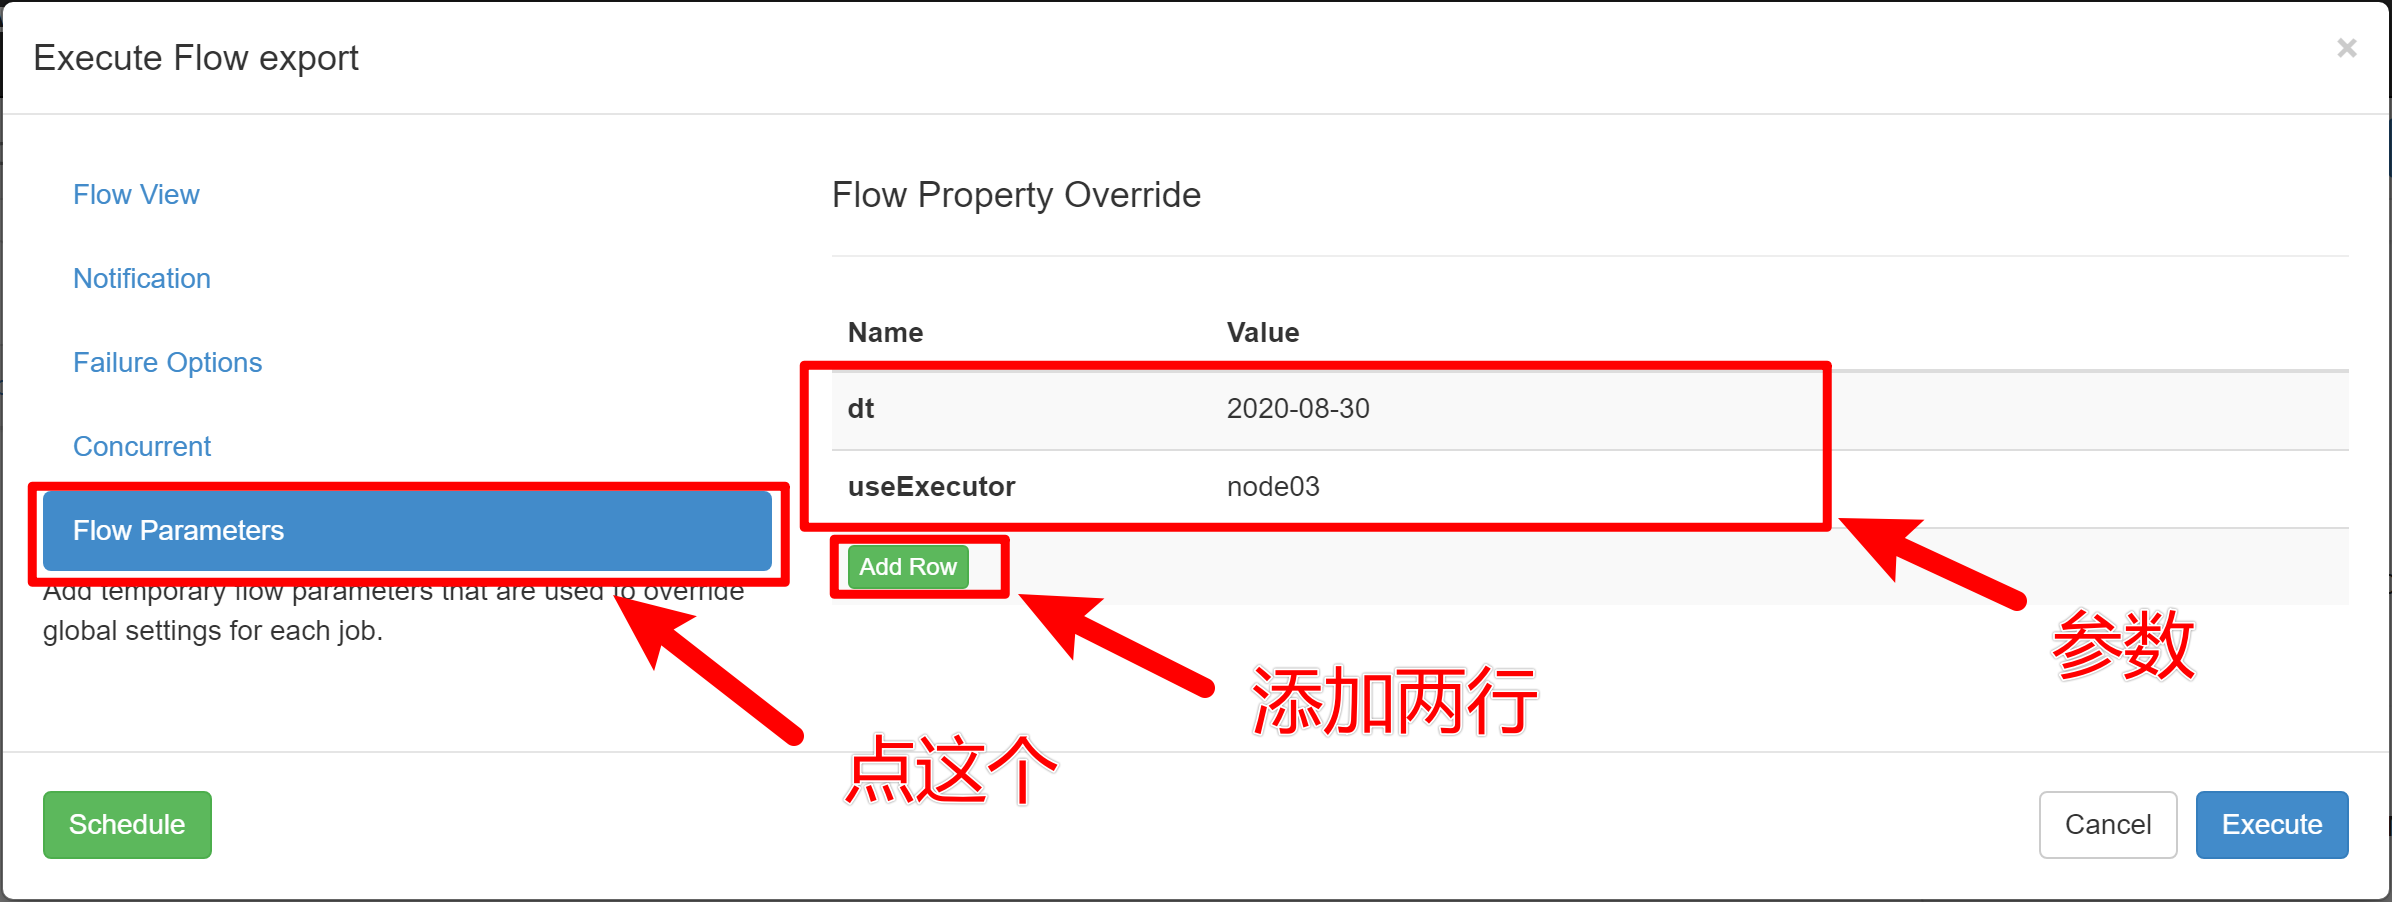 Execute Flow export
×
Flow View
Notification
Failure Options
Concurrent
Flow Parameters
Add temporary flow parameters that are used to override
global settings for each job.
Flow Property Override
Name Value
dt 2020-08-30
useExecutor node03
Add Row
参数
添加两行
点这个
Schedule
Cancel
Execute